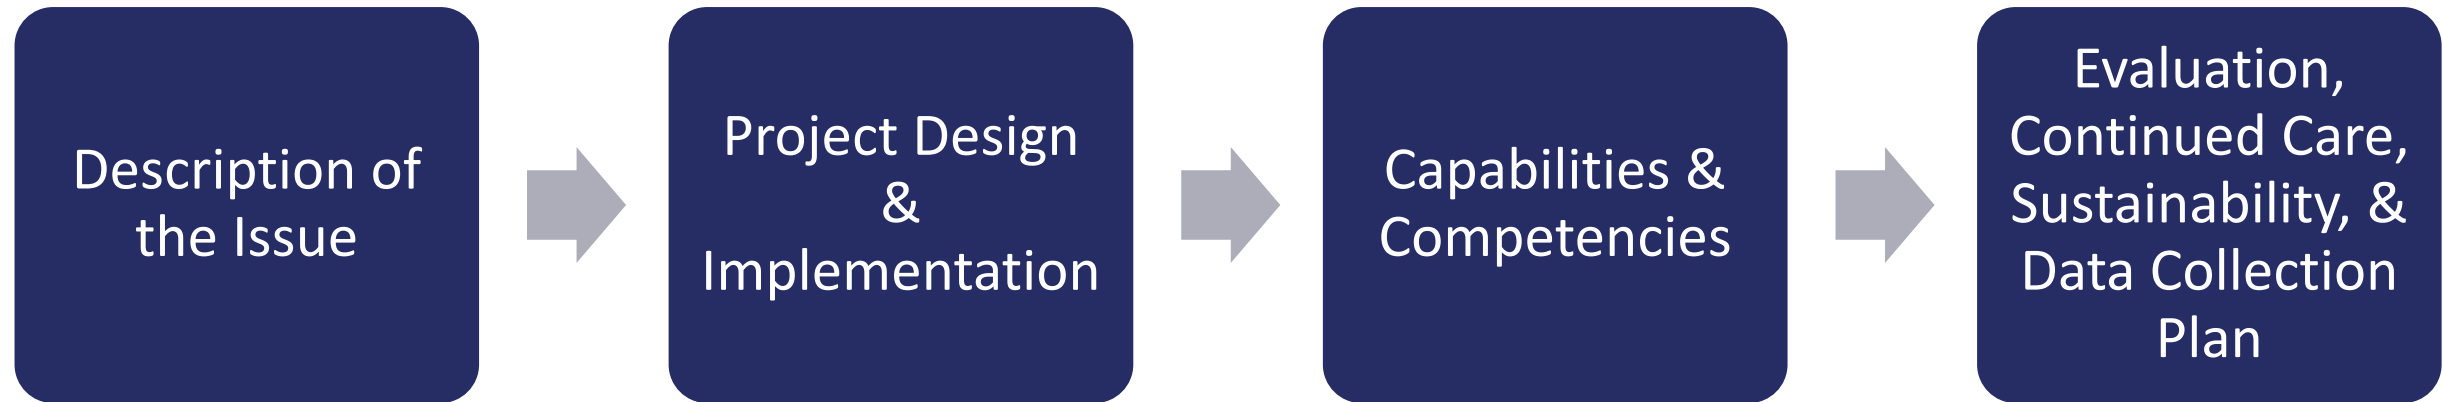 Description of
the Issue
Project Design
&
Implementation
Capabilities &
Competencies
Evaluation,
Continued Care,
Sustainability, &
Data Collection
Plan